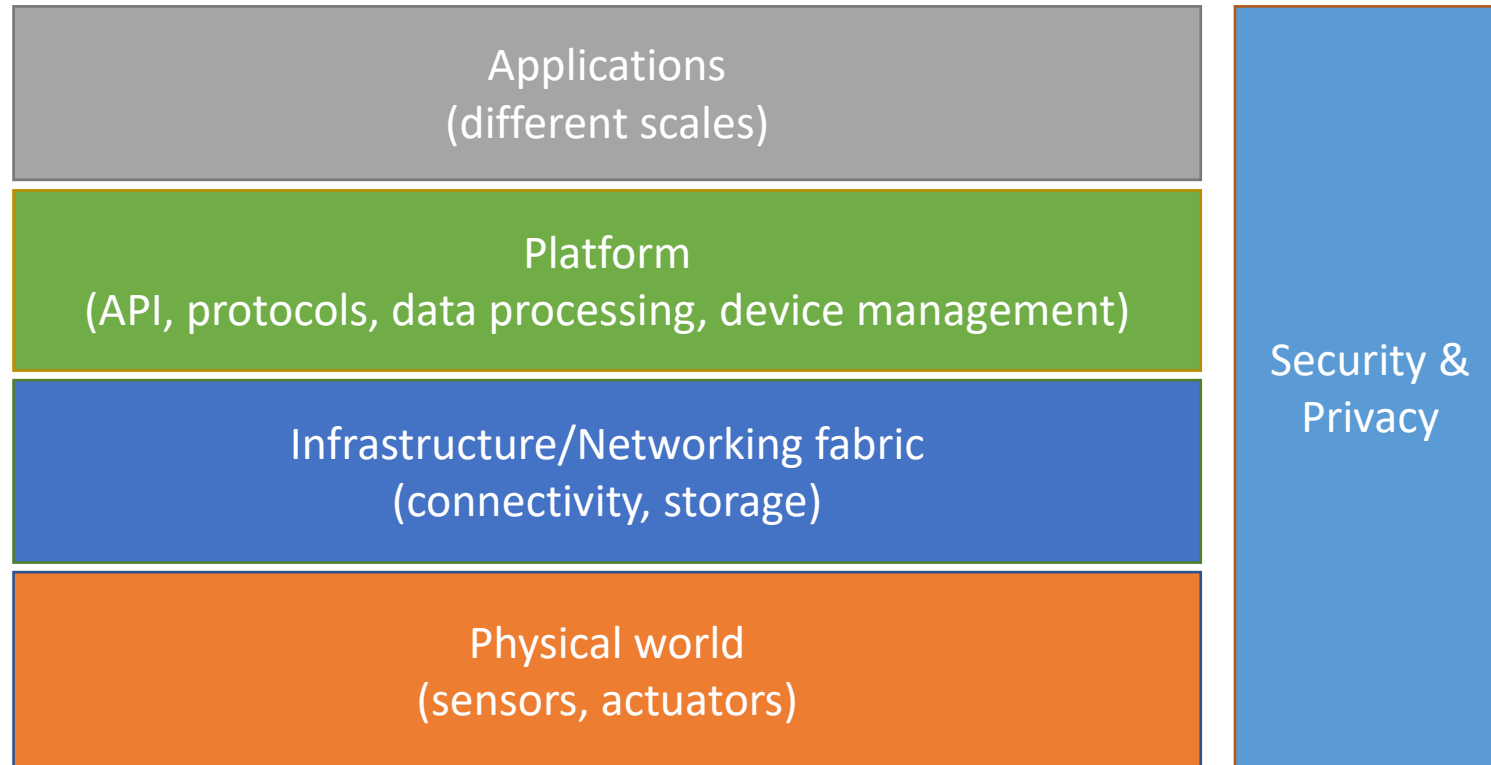 Applications
(different scales)
Platform
(API, protocols, data processing, device management)
Infrastructure/Networking fabric
(connectivity, storage)
Physical world
(sensors, actuators)
Security &
Privacy